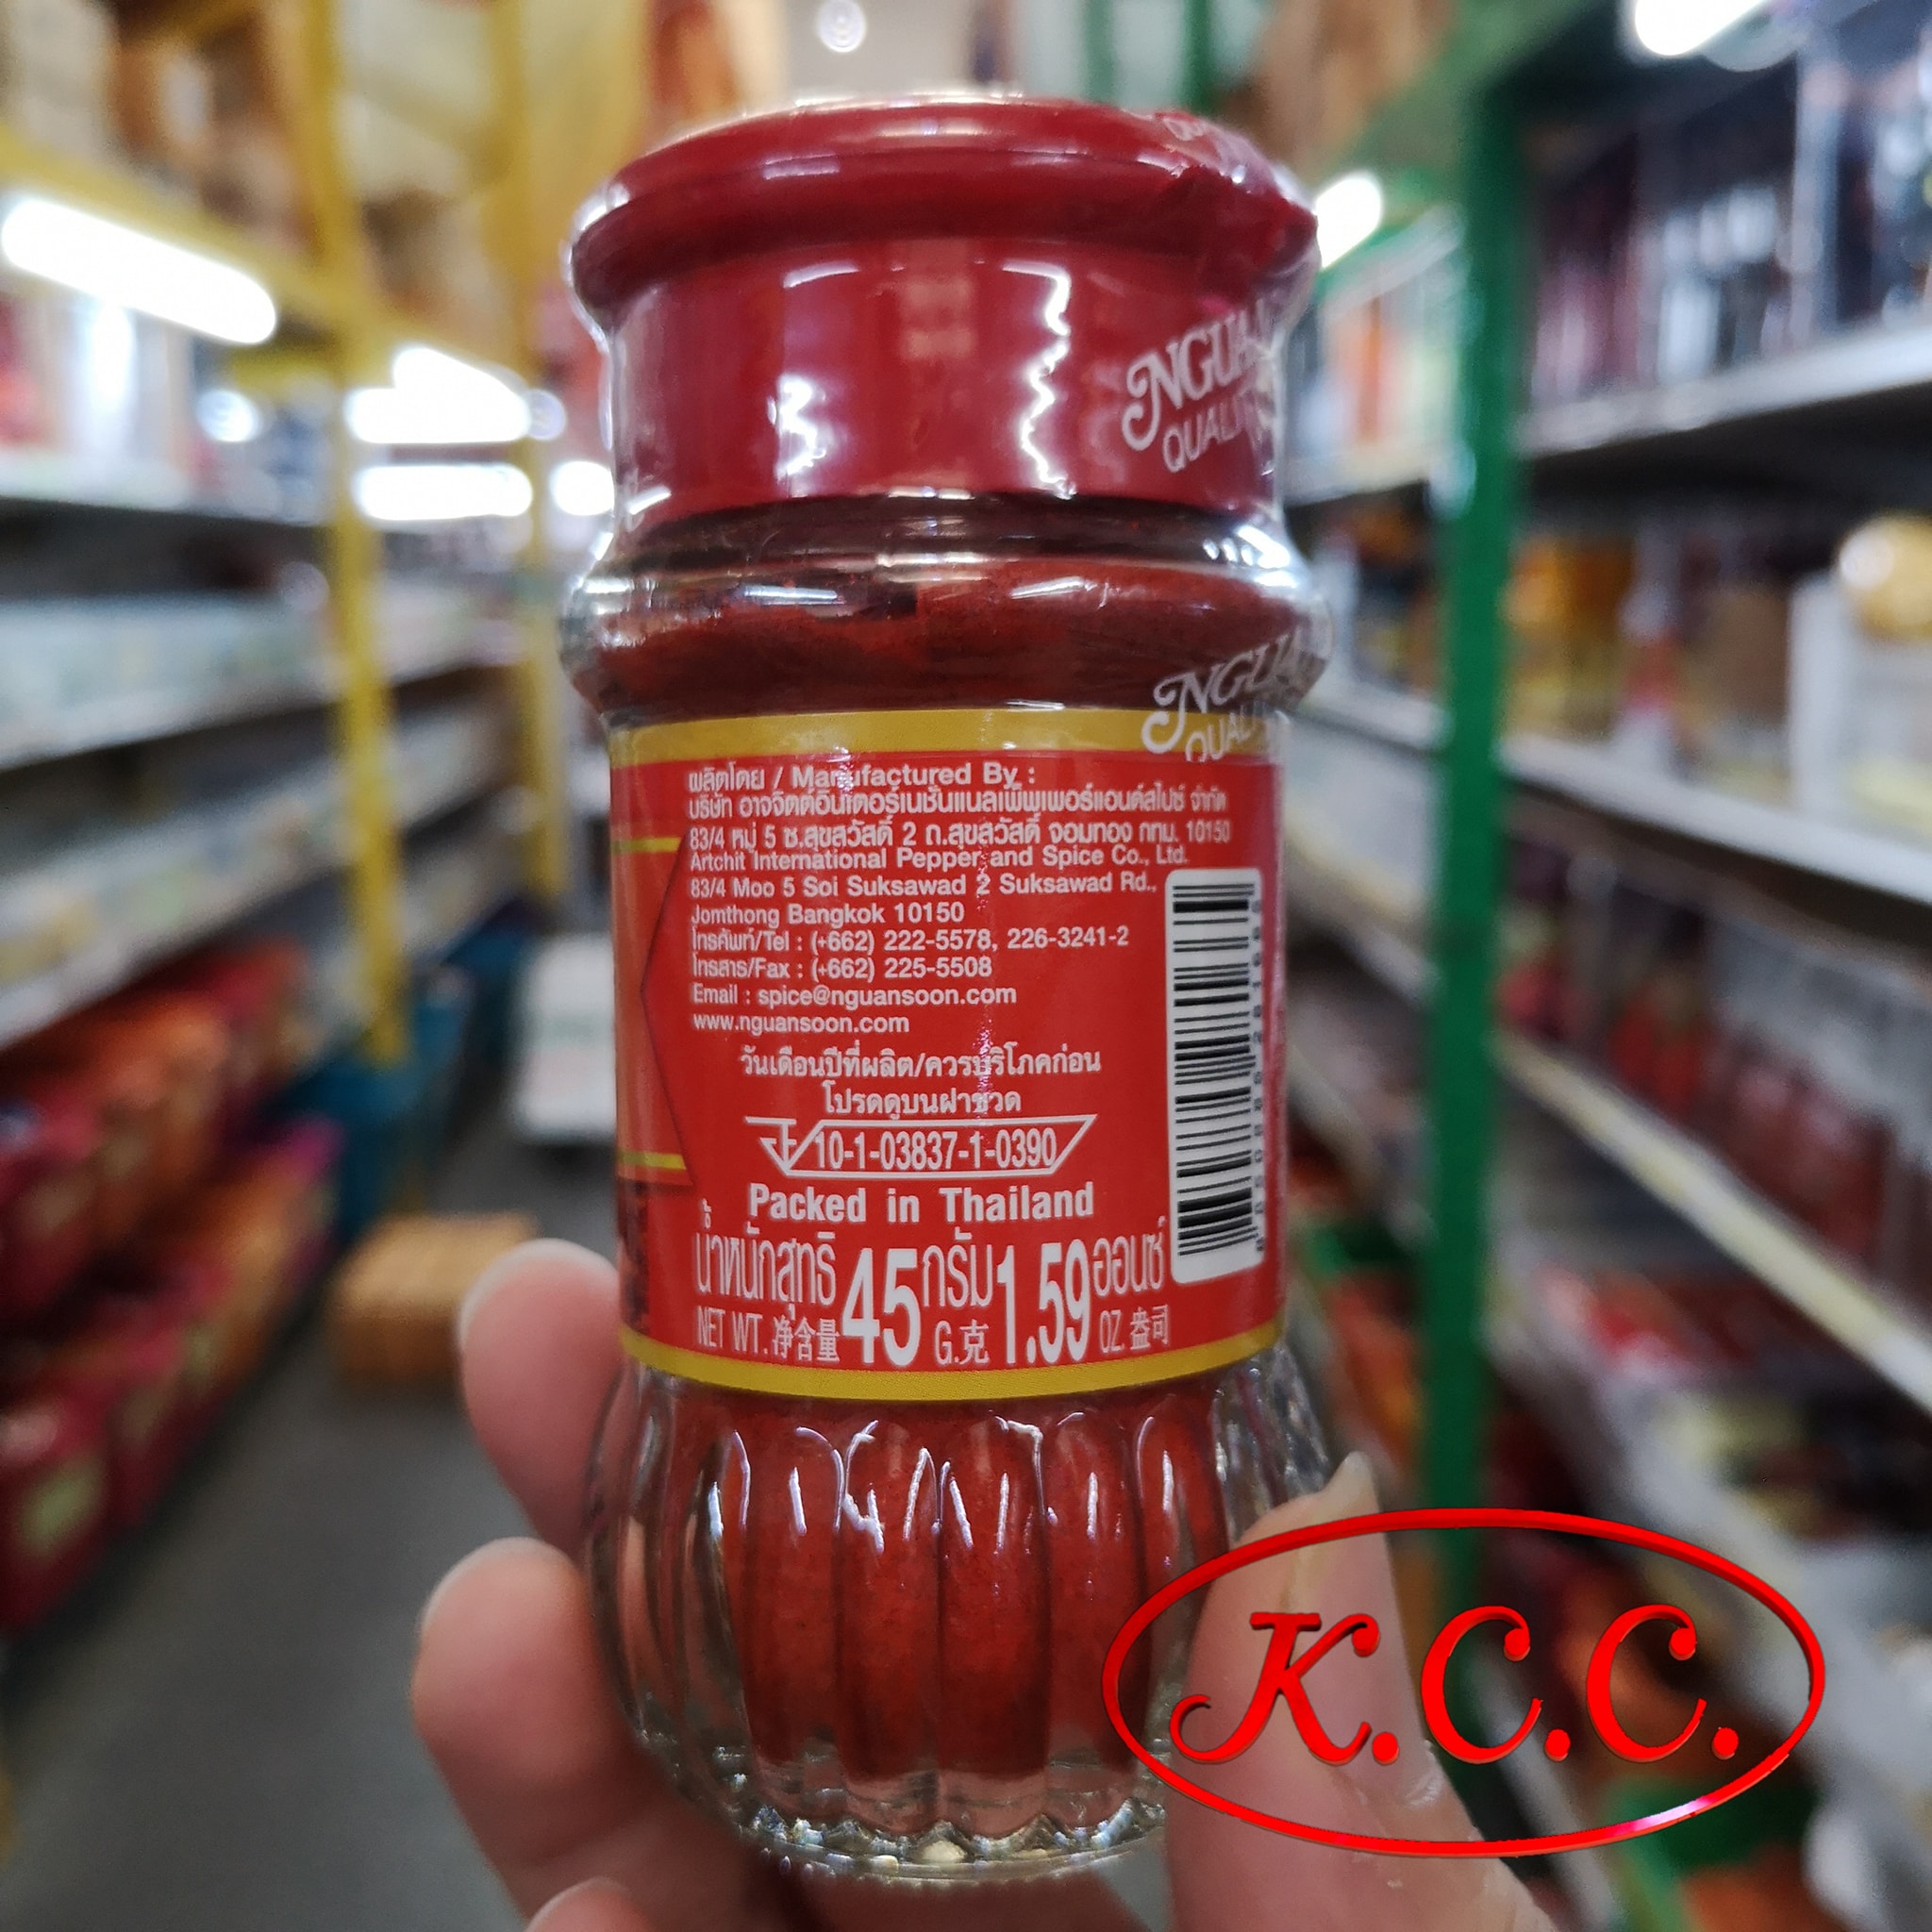 NGUA
QUALI
NGUA
QUAL
ผลิตโดย / Manufactured By :
บริษัท อาจจิตต์อินเตอร์เนชั่นแนลเพ็พเพอร์แอนด์สไปซ์ จำกัด
83/4 หมู่ 5 ซ.สุขสวัสดิ์ 2 ถ.สุขสวัสดิ์ จอมทอง กทม. 10150
Artchit International Pepper and Spice Co., Ltd.
83/4 Moo 5 Soi Suksawad 2 Suksawad Rd.,
Jomthong Bangkok 10150
โทรศัพท์/Tel : (+662) 222-5578, 226-3241-2
โทรสาร/Fax : (+662) 225-5508
Email : spice@nguansoon.com
www.nguansoon.com
วันเดือนปีที่ผลิต/ควรบริโภคก่อน
โปรดดูบนฝาขวด
10-1-03837-1-0390
Packed in Thailand
น้ำหนักสุทธิ 45 กรัม 1.59 ออนซ์
NET WT. 净含量 G.克 OZ. 盎司
K.C.C.